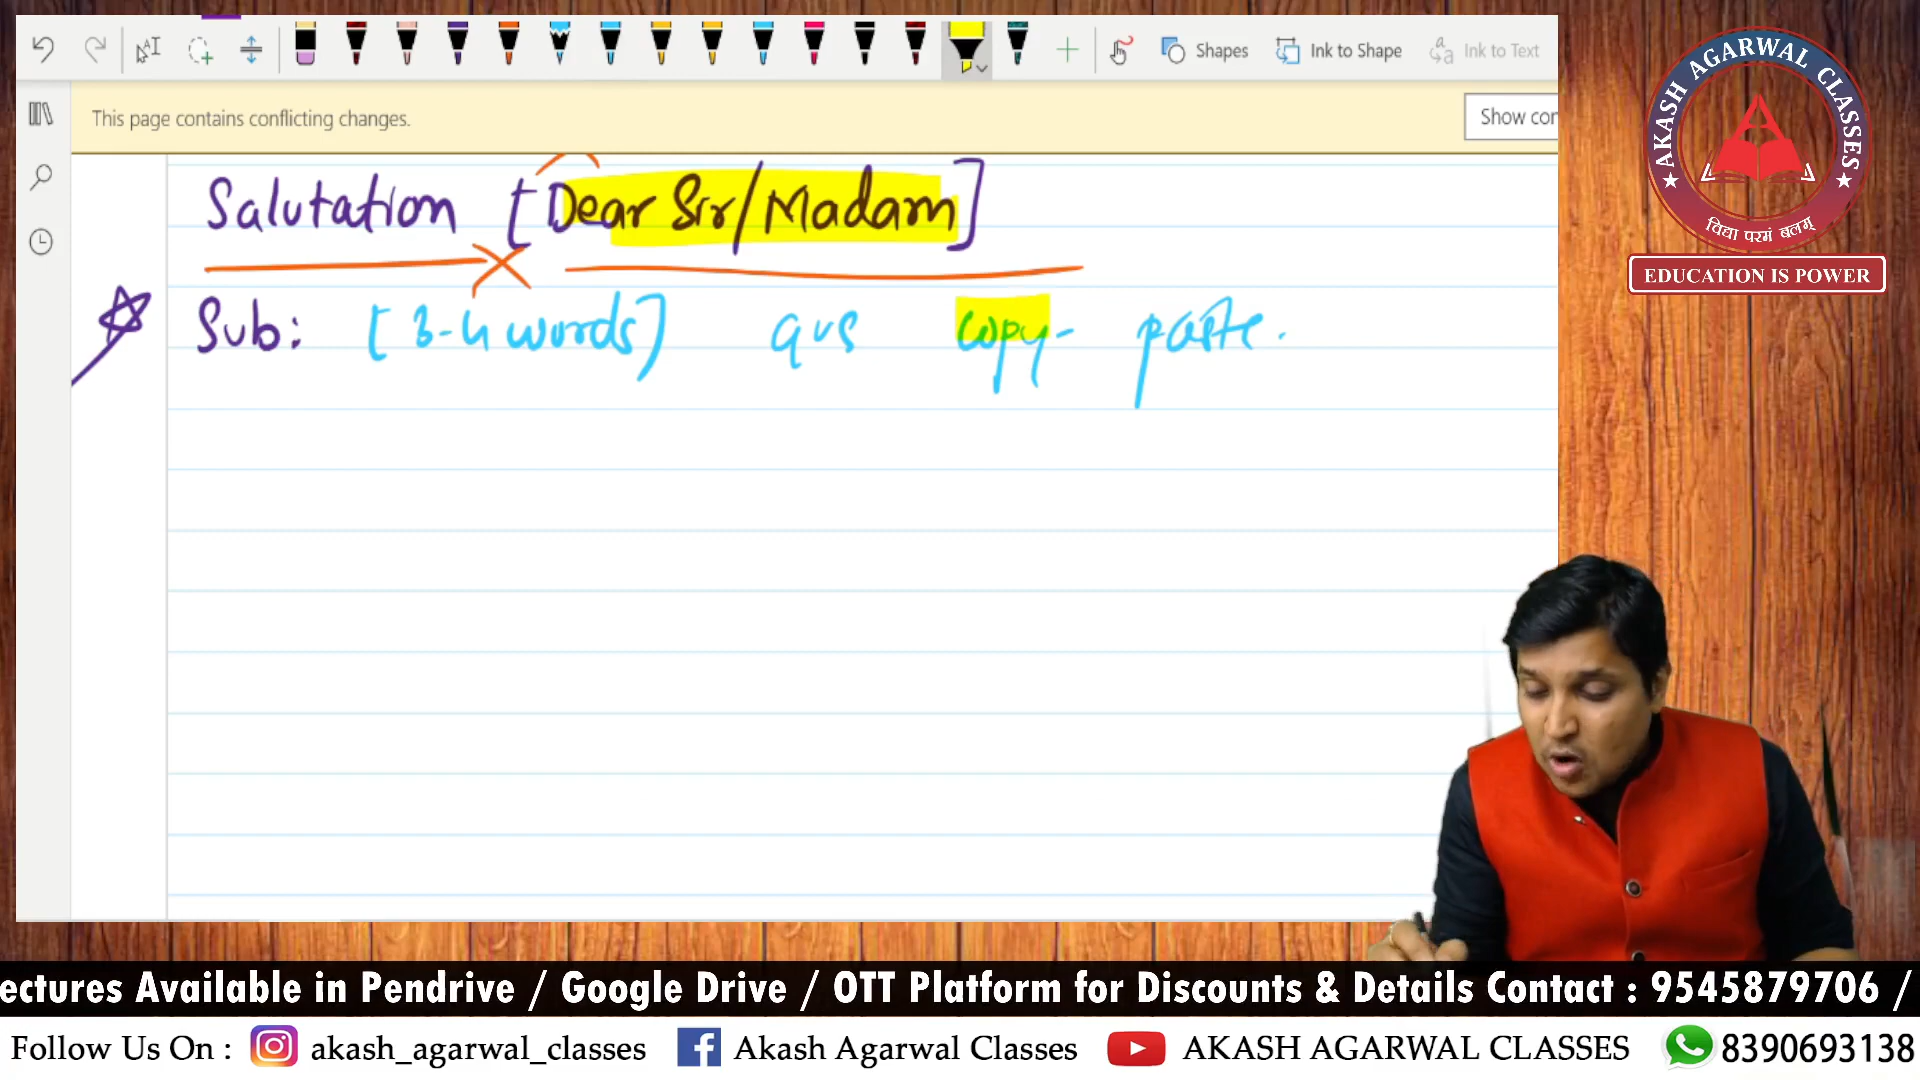 Shapes Ink to Shape Ink to Text
This page contains conflicting changes. Show con
Salutation [Dear Sir/Madam]
Sub: [3-4 words] qus copy- paste.
AKASH AGARWAL CLASSES
विद्या परमं बलम्
EDUCATION IS POWER
ectures Available in Pendrive / Google Drive / OTT Platform for Discounts & Details Contact : 9545879706 /
Follow Us On : akash_agarwal_classes Akash Agarwal Classes AKASH AGARWAL CLASSES 8390693138